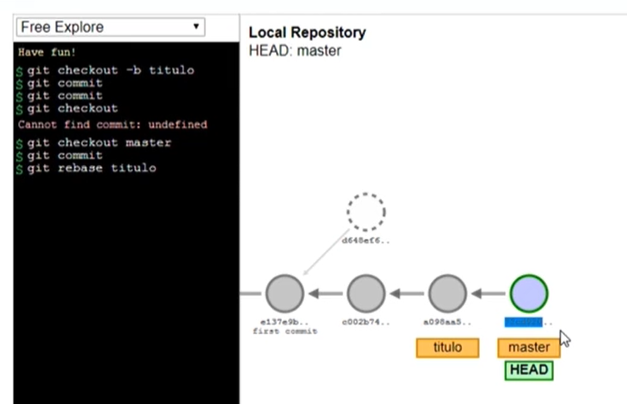 Free Explore
Have fun!
$ git checkout -b titulo
$ git commit
$ git commit
$ git checkout
Cannot find commit: undefined
$ git checkout master
$ git commit
$ git rebase titulo
Local Repository
HEAD: master
d648ef6..
e137e9b..
first commit
c002b74..
a098aa5..
..
titulo
master
HEAD